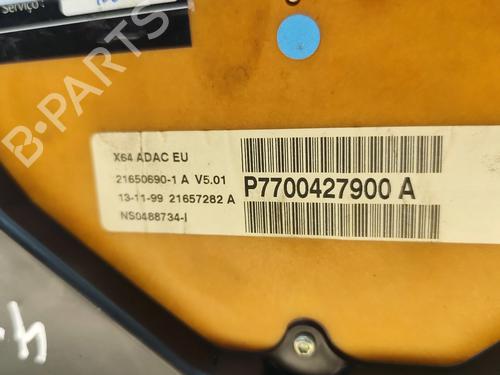 Serviço:
B-PARTS
X64 ADAC EU
21650690-1 A V5.01
13-11-99 21657282 A
NS0488734-I
P7700427900 A